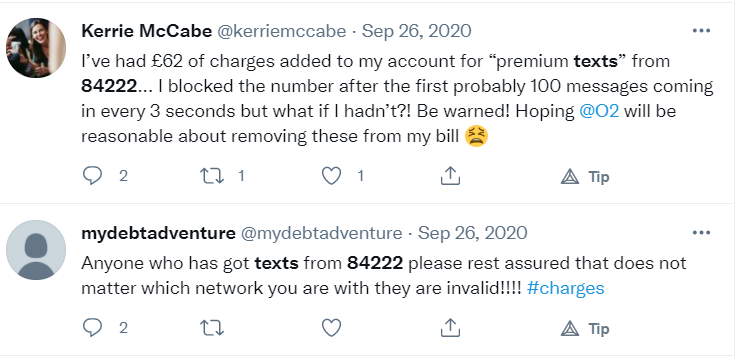 Kerrie McCabe @kerriemccabe · Sep 26, 2020
I’ve had £62 of charges added to my account for “premium texts” from
84222... I blocked the number after the first probably 100 messages coming
in every 3 seconds but what if I hadn’t?! Be warned! Hoping @O2 will be
reasonable about removing these from my bill 😫
2 1 1 Tip
mydebtadventure @mydebtadventure · Sep 26, 2020
Anyone who has got texts from 84222 please rest assured that does not
matter which network you are with they are invalid!!!! #charges
2 Tip